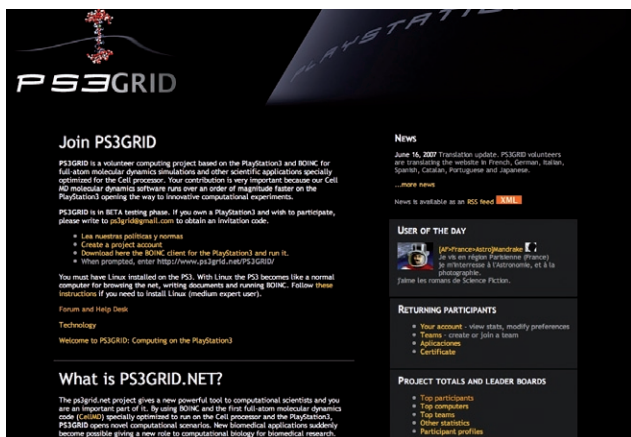 PLAYSTATION
PS3GRID
Join PS3GRID
PS3GRID is a volunteer computing project based on the PlayStation3 and BOINC for
full-atom molecular dynamics simulations and other scientific applications specially
optimized for the Cell processor. Your contribution is very important because our Cell
MD molecular dynamics software runs over an order of magnitude faster on the
PlayStation3 opening the way to innovative computational experiments.
PS3GRID is in BETA testing phase. If you own a PlayStation3 and wish to participate,
please write to ps3grid@gmail.com to obtain an invitation code.
Lea nuestras políticas y normas
Create a project account
Download here the BOINC client for the PlayStation3 and run it.
When prompted, enter http://www.ps3grid.net/PS3GRID/
You must have Linux installed on the PS3. With Linux the PS3 becomes like a normal
computer for browsing the net, writing documents and running BOINC. Follow these
instructions if you need to install Linux (medium expert user).
Forum and Help Desk
Technology
Welcome to PS3GRID: Computing on the PlayStation3
What is PS3GRID.NET?
The ps3grid.net project gives a new powerful tool to computational scientists and you
are an important part of it. By using BOINC and the first full-atom molecular dynamics
code (CellMD) specially optimized to run on the Cell processor and the PlayStation3,
PS3GRID opens novel computational scenarios. New biomedical applications suddenly
become possible giving a new role to computational biology for biomedical research.
NEWS
June 16, 2007 Translation update. PS3GRID volunteers
are translating the website in French, German, Italian,
Spanish, Catalan, Portuguese and Japanese.
...more news
News is available as an RSS feed XML
USER OF THE DAY
[AF>France>Astro]Mandrake
Je vis en région Parisienne (France)
je m'interresse à l'Astronomie, et à la
photographie.
j'aime les romans de Science Fiction.
RETURNING PARTICIPANTS
Your account - view stats, modify preferences
Teams - create or join a team
Aplicaciones
Certificate
PROJECT TOTALS AND LEADER BOARDS
Top participants
Top computers
Top teams
Other statistics
Participant profiles